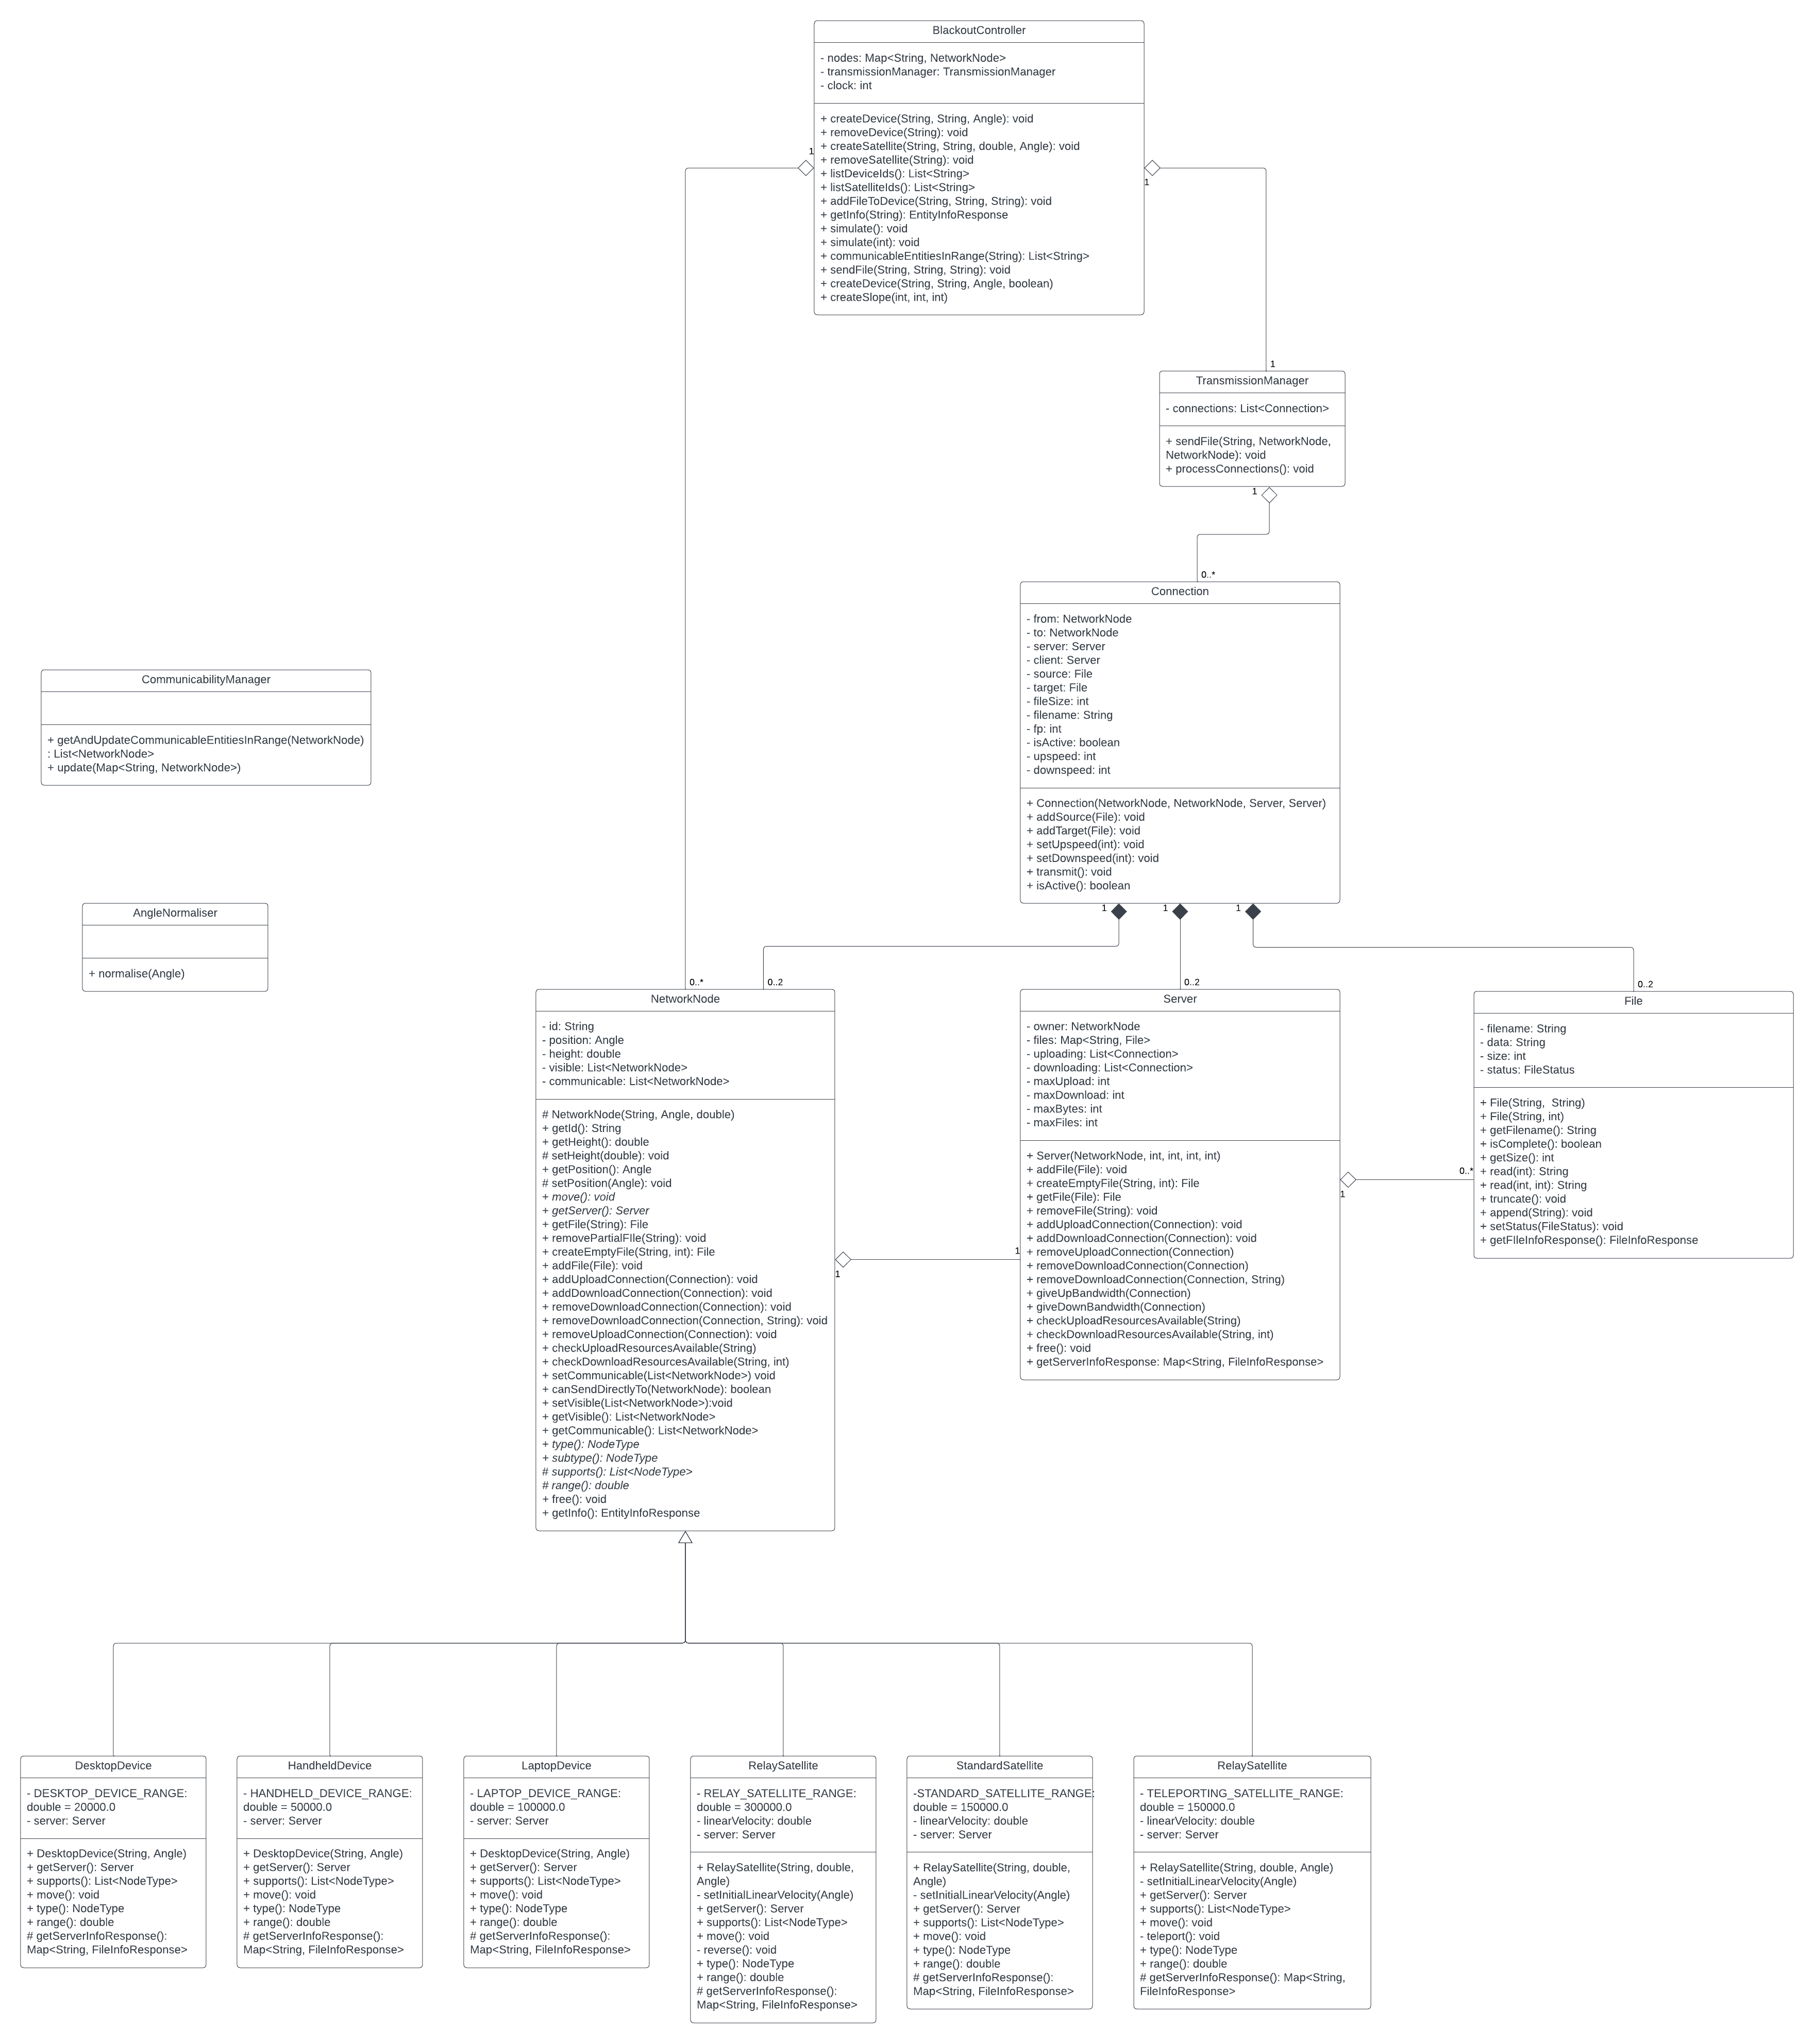 BlackoutController
- nodes: Map<String, NetworkNode>
- transmissionManager: TransmissionManager
- clock: int
+ createDevice(String, String, Angle): void
+ removeDevice(String): void
+ createSatellite(String, String, double, Angle): void
+ removeSatellite(String): void
+ listDeviceIds(): List<String>
+ listSatelliteIds(): List<String>
+ addFileToDevice(String, String, String): void
+ getInfo(String): EntityInfoResponse
+ simulate(): void
+ simulate(int): void
+ communicableEntitiesInRange(String): List<String>
+ sendFile(String, String, String): void
+ createDevice(String, String, Angle, boolean)
+ createSlope(int, int, int)
1
1
1
TransmissionManager
- connections: List<Connection>
+ sendFile(String, NetworkNode,
NetworkNode): void
+ processConnections(): void
1
0..*
Connection
- from: NetworkNode
- to: NetworkNode
- server: Server
- client: Server
- source: File
- target: File
- fileSize: int
- filename: String
- fp: int
- isActive: boolean
- upspeed: int
- downspeed: int
+ Connection(NetworkNode, NetworkNode, Server, Server)
+ addSource(File): void
+ addTarget(File): void
+ setUpspeed(int): void
+ setDownspeed(int): void
+ transmit(): void
+ isActive(): boolean
1
1
1
CommunicabilityManager
+ getAndUpdateCommunicableEntitiesInRange(NetworkNode)
: List<NetworkNode>
+ update(Map<String, NetworkNode>)
AngleNormaliser
+ normalise(Angle)
0..*
0..2
0..2
0..2
NetworkNode
- id: String
- position: Angle
- height: double
- visible: List<NetworkNode>
- communicable: List<NetworkNode>
# NetworkNode(String, Angle, double)
+ getId(): String
+ getHeight(): double
# setHeight(double): void
+ getPosition(): Angle
# setPosition(Angle): void
+ move(): void
+ getServer(): Server
+ getFile(String): File
+ removePartialFIle(String): void
+ createEmptyFile(String, int): File
+ addFile(File): void
+ addUploadConnection(Connection): void
+ addDownloadConnection(Connection): void
+ removeDownloadConnection(Connection): void
+ removeDownloadConnection(Connection, String): void
+ removeUploadConnection(Connection): void
+ checkUploadResourcesAvailable(String)
+ checkDownloadResourcesAvailable(String, int)
+ setCommunicable(List<NetworkNode>) void
+ canSendDirectlyTo(NetworkNode): boolean
+ setVisible(List<NetworkNode>):void
+ getVisible(): List<NetworkNode>
+ getCommunicable(): List<NetworkNode>
+ type(): NodeType
+ subtype(): NodeType
# supports(): List<NodeType>
# range(): double
+ free(): void
+ getInfo(): EntityInfoResponse
1
1
Server
- owner: NetworkNode
- files: Map<String, File>
- uploading: List<Connection>
- downloading: List<Connection>
- maxUpload: int
- maxDownload: int
- maxBytes: int
- maxFiles: int
+ Server(NetworkNode, int, int, int, int)
+ addFile(File): void
+ createEmptyFile(String, int): File
+ getFile(File): File
+ removeFile(String): void
+ addUploadConnection(Connection): void
+ addDownloadConnection(Connection): void
+ removeUploadConnection(Connection)
+ removeDownloadConnection(Connection)
+ removeDownloadConnection(Connection, String)
+ giveUpBandwidth(Connection)
+ giveDownBandwidth(Connection)
+ checkUploadResourcesAvailable(String)
+ checkDownloadResourcesAvailable(String, int)
+ free(): void
+ getServerInfoResponse: Map<String, FileInfoResponse>
1
0..*
File
- filename: String
- data: String
- size: int
- status: FileStatus
+ File(String,  String)
+ File(String, int)
+ getFilename(): String
+ isComplete(): boolean
+ getSize(): int
+ read(int): String
+ read(int, int): String
+ truncate(): void
+ append(String): void
+ setStatus(FileStatus): void
+ getFIleInfoResponse(): FileInfoResponse
DesktopDevice
- DESKTOP_DEVICE_RANGE:
double = 20000.0
- server: Server
+ DesktopDevice(String, Angle)
+ getServer(): Server
+ supports(): List<NodeType>
+ move(): void
+ type(): NodeType
+ range(): double
# getServerInfoResponse():
Map<String, FileInfoResponse>
HandheldDevice
- HANDHELD_DEVICE_RANGE:
double = 50000.0
- server: Server
+ DesktopDevice(String, Angle)
+ getServer(): Server
+ supports(): List<NodeType>
+ move(): void
+ type(): NodeType
+ range(): double
# getServerInfoResponse():
Map<String, FileInfoResponse>
LaptopDevice
- LAPTOP_DEVICE_RANGE:
double = 100000.0
- server: Server
+ DesktopDevice(String, Angle)
+ getServer(): Server
+ supports(): List<NodeType>
+ move(): void
+ type(): NodeType
+ range(): double
# getServerInfoResponse():
Map<String, FileInfoResponse>
RelaySatellite
- RELAY_SATELLITE_RANGE:
double = 300000.0
- linearVelocity: double
- server: Server
+ RelaySatellite(String, double,
Angle)
- setInitialLinearVelocity(Angle)
+ getServer(): Server
+ supports(): List<NodeType>
+ move(): void
- reverse(): void
+ type(): NodeType
+ range(): double
# getServerInfoResponse():
Map<String, FileInfoResponse>
StandardSatellite
-STANDARD_SATELLITE_RANGE:
double = 150000.0
- linearVelocity: double
- server: Server
+ RelaySatellite(String, double,
Angle)
- setInitialLinearVelocity(Angle)
+ getServer(): Server
+ supports(): List<NodeType>
+ move(): void
+ type(): NodeType
+ range(): double
# getServerInfoResponse():
Map<String, FileInfoResponse>
RelaySatellite
- TELEPORTING_SATELLITE_RANGE:
double = 150000.0
- linearVelocity: double
- server: Server
+ RelaySatellite(String, double, Angle)
- setInitialLinearVelocity(Angle)
+ getServer(): Server
+ supports(): List<NodeType>
+ move(): void
- teleport(): void
+ type(): NodeType
+ range(): double
# getServerInfoResponse(): Map<String,
FileInfoResponse>